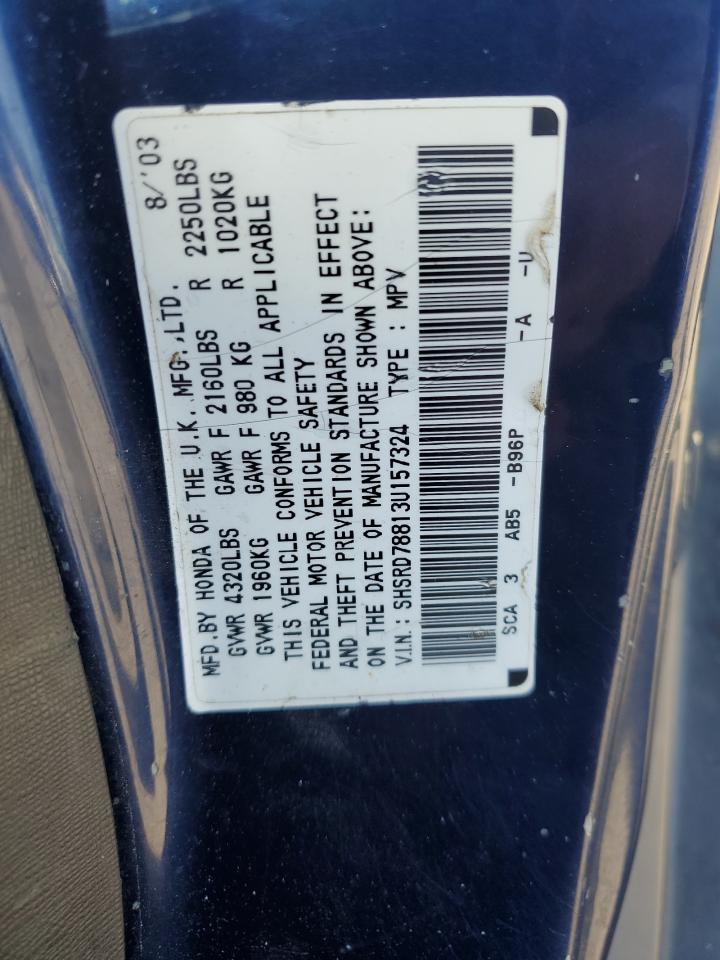 MFD.BY HONDA OF THE U.K. MFG.,LTD. 8/'03
GVWR 4320LBS GAWR F 2160LBS R 2250LBS
GVWR 1960KG GAWR F 980 KG R 1020KG
THIS VEHICLE CONFORMS TO ALL APPLICABLE
FEDERAL MOTOR VEHICLE SAFETY
AND THEFT PREVENTION STANDARDS IN EFFECT
ON THE DATE OF MANUFACTURE SHOWN ABOVE:
V.I.N.: SHSRD78813U157324 TYPE : MPV
SCA 3 AB5 -B96P -A -U